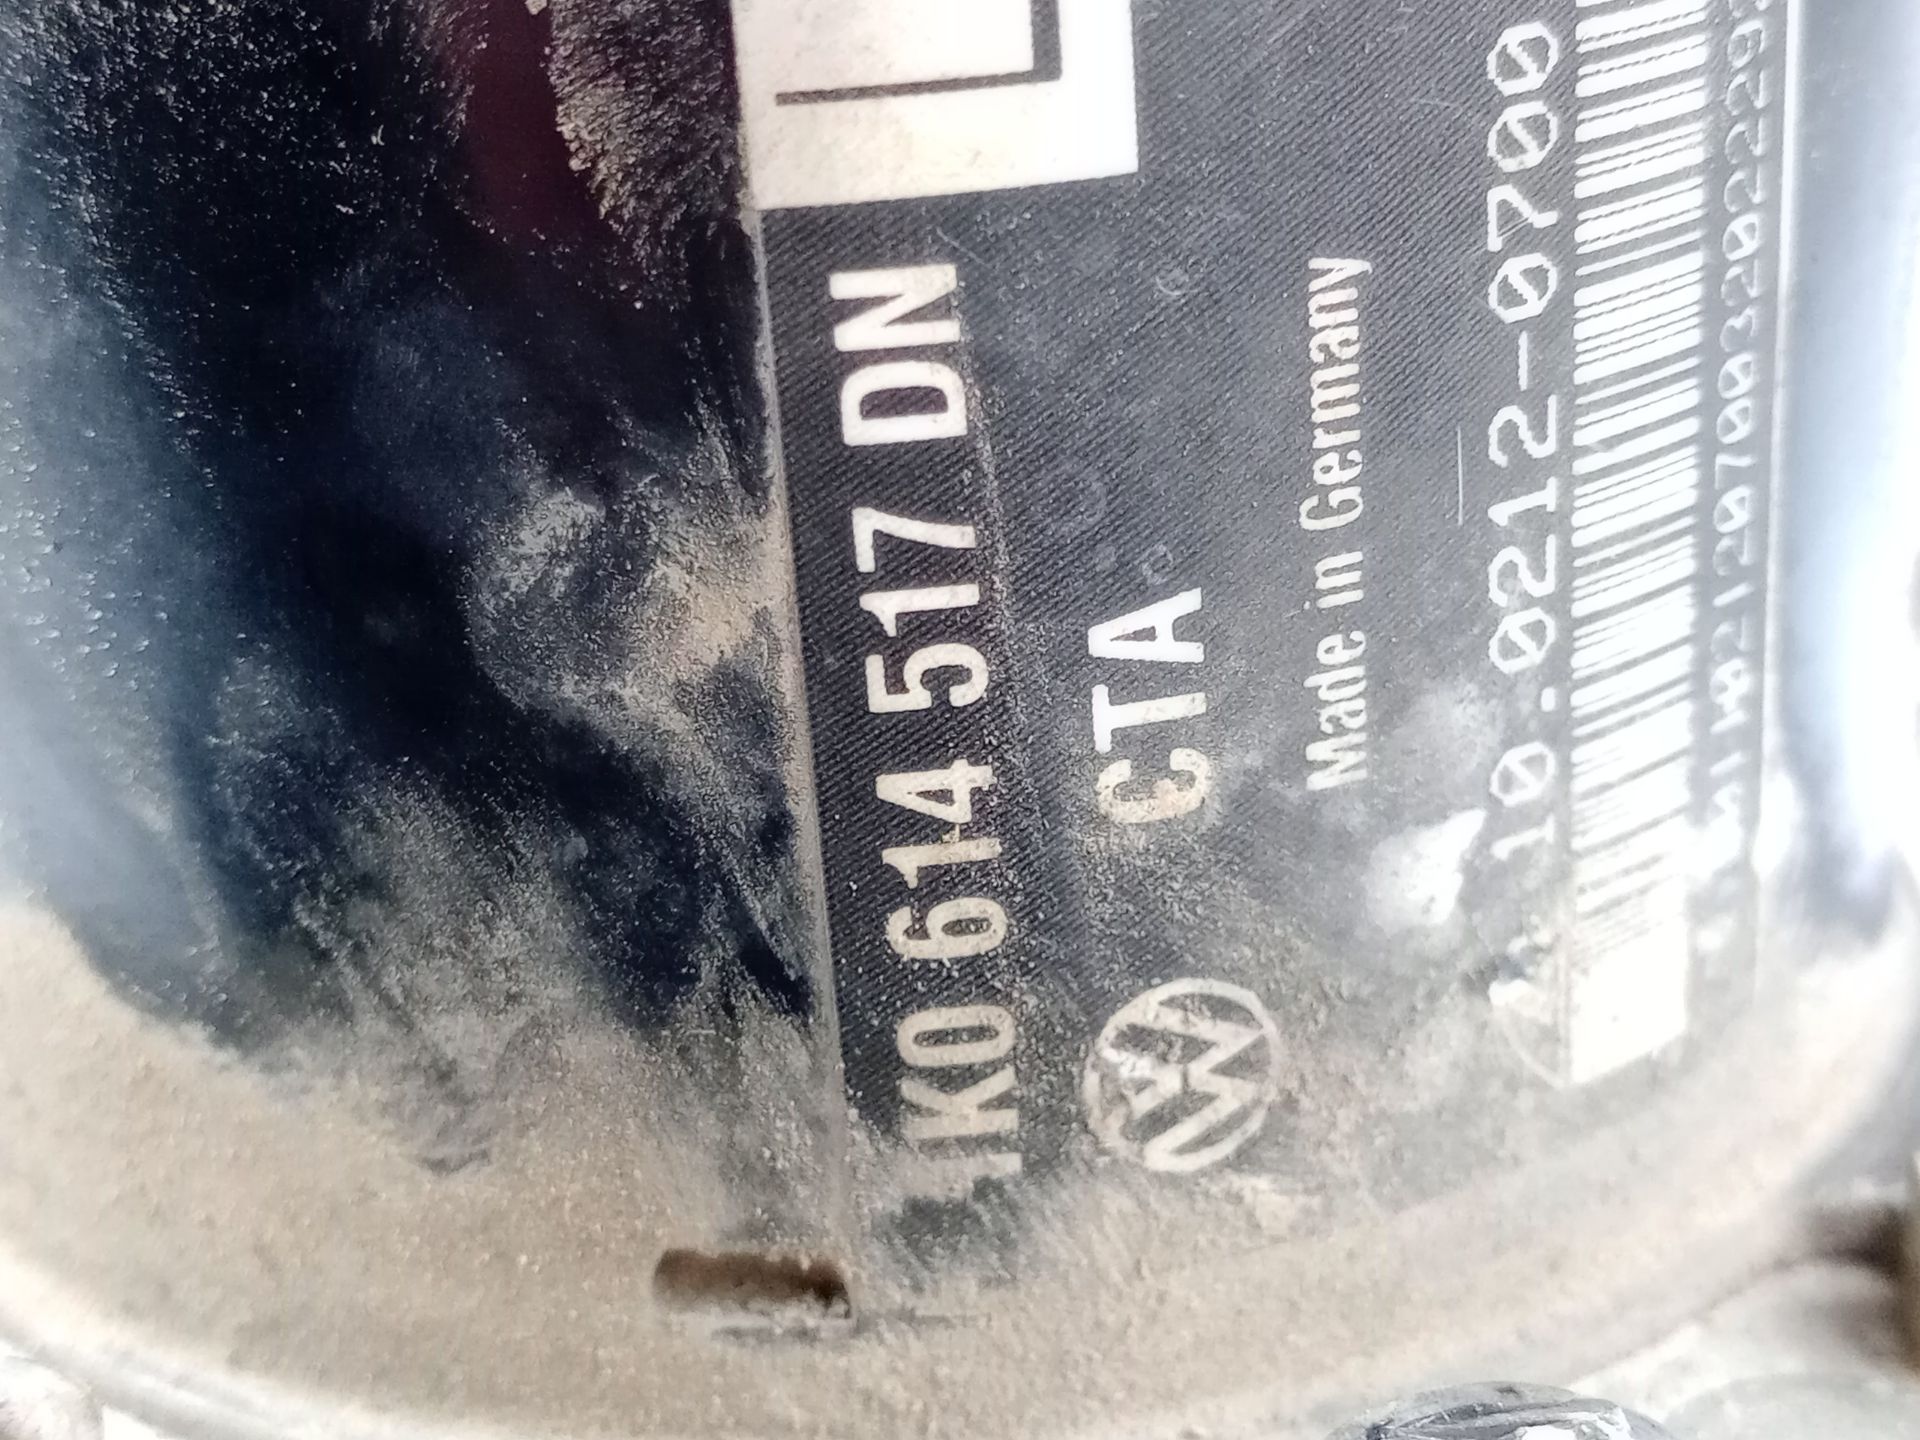 1K0 614 517 DN
CTA
Made in Germany
10.0212-0700